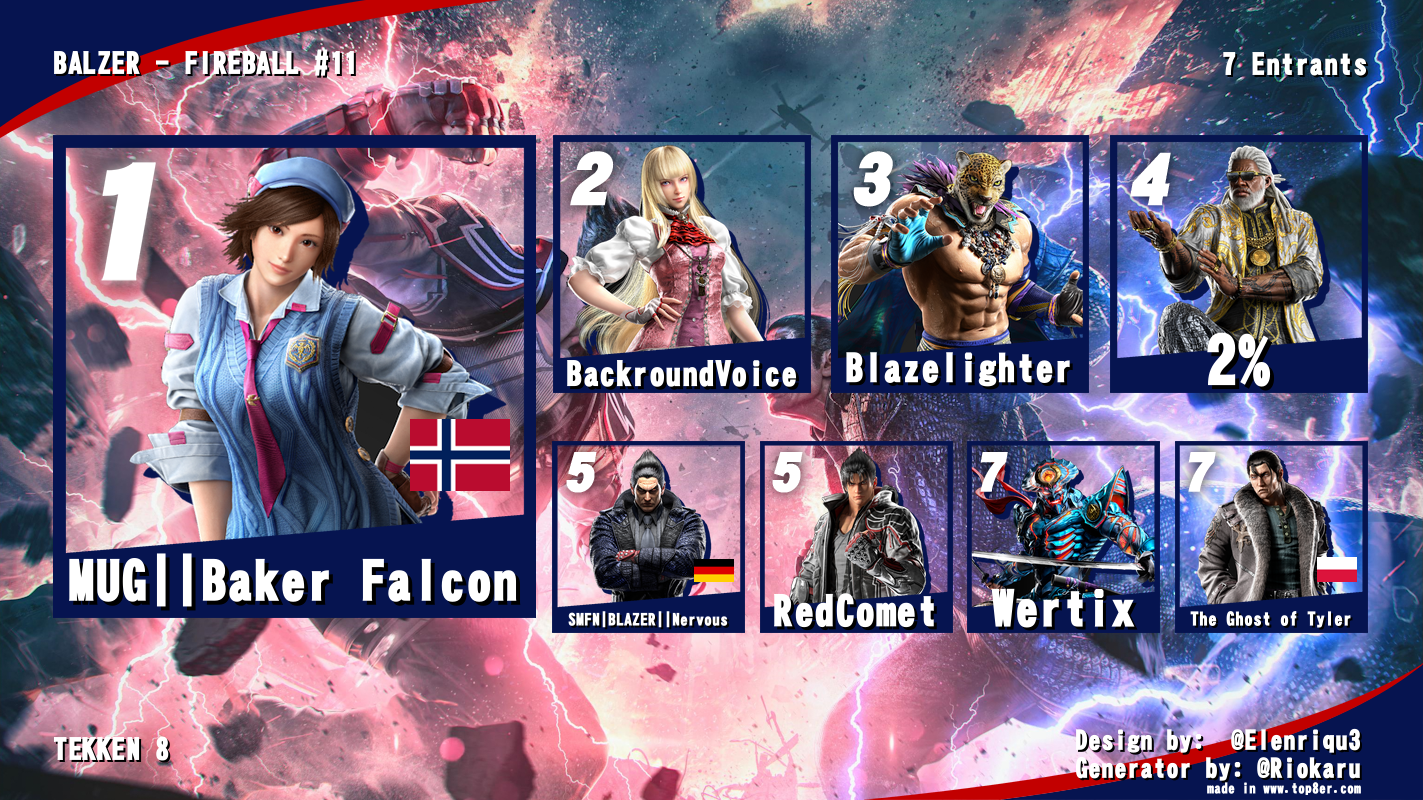 BALZER - FIREBALL #11
7 Entrants
1
MUG||Baker Falcon
2
BackroundVoice
3
Blazelighter
4
2%
5
SMFN|BLAZER||Nervous
5
RedComet
7
Wertix
7
The Ghost of Tyler
TEKKEN 8
Design by: @Elenriqu3
Generator by: @Riokaru
made in www.top8er.com